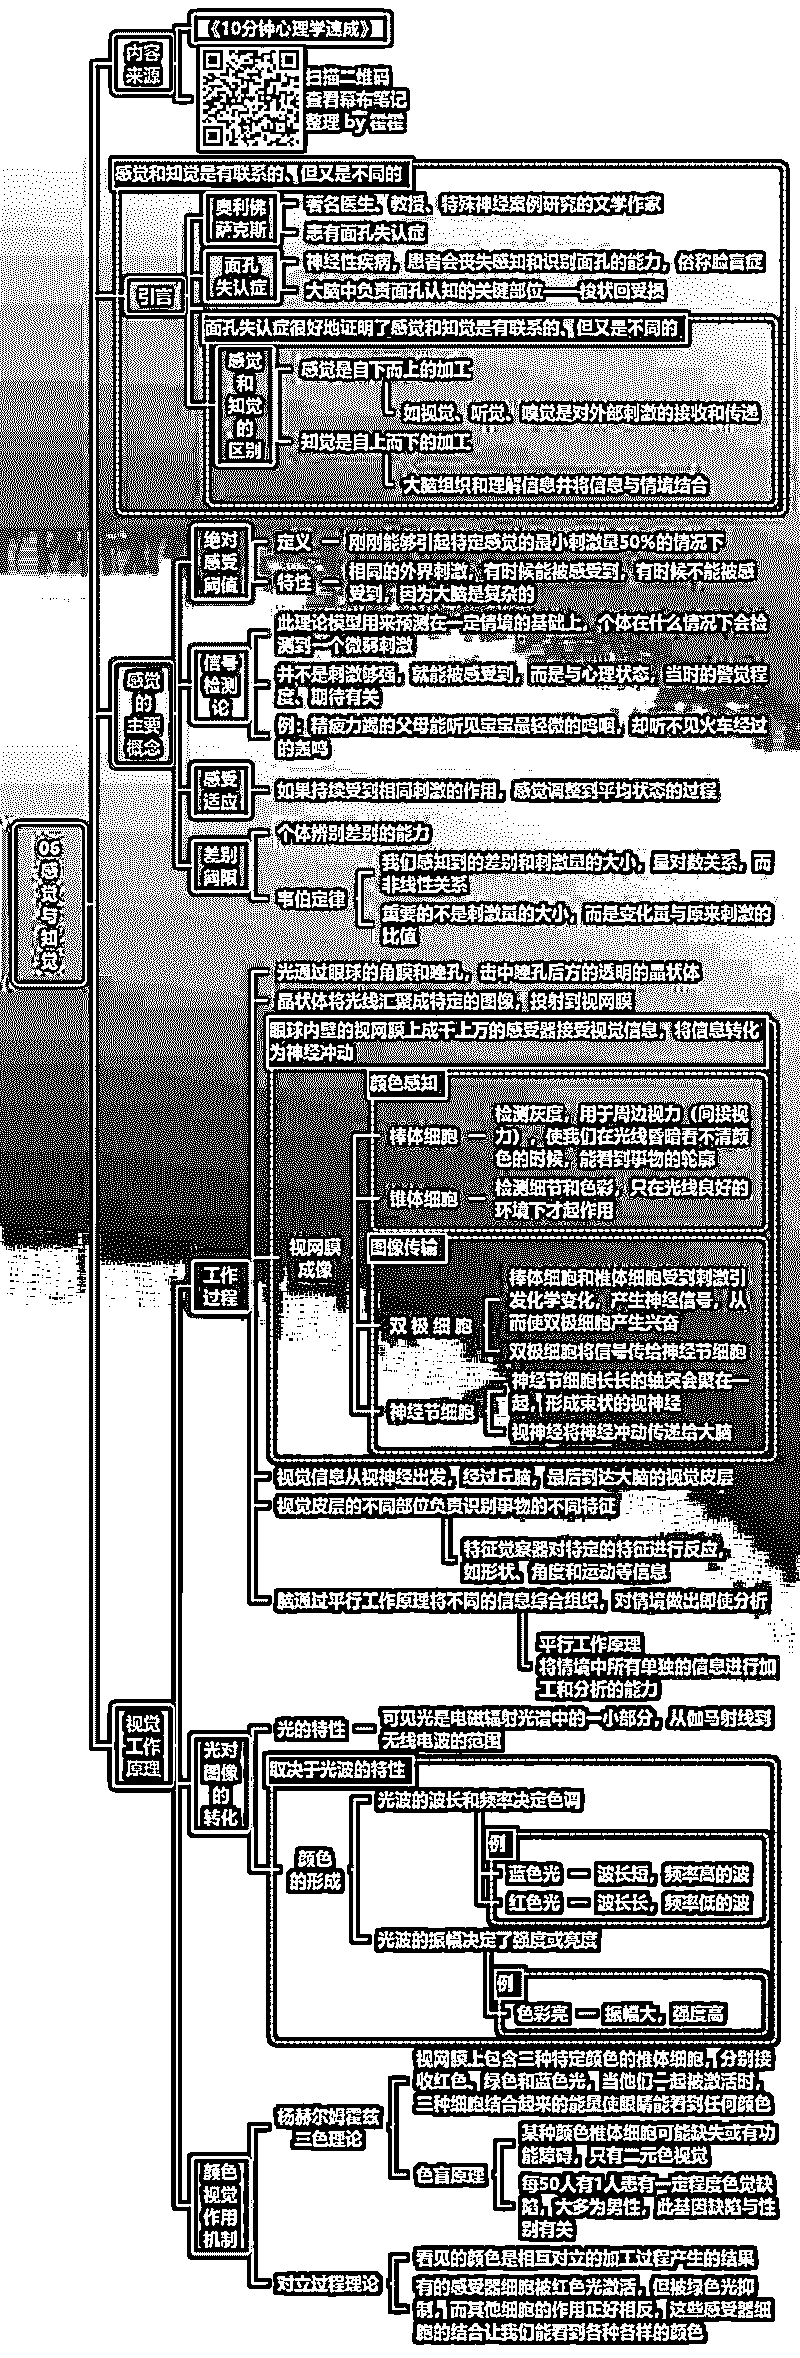 06感觉与知觉
内容
来源
《10分钟心理学速成》
扫描二维码
查看幕布笔记
整理 by 霍霍
引言
感觉和知觉是有联系的、但又是不同的
奥利佛
萨克斯
著名医生、教授、特殊神经案例研究的文学作家
患有面孔失认症
面孔
失认症
神经性疾病，患者会丧失感知和识别面孔的能力，俗称脸盲症
大脑中负责面孔认知的关键部位——梭状回受损
面孔失认症很好地证明了感觉和知觉是有联系的、但又是不同的
感觉
和
知觉
的
区别
感觉是自下而上的加工
如视觉、听觉、嗅觉是对外部刺激的接收和传递
知觉是自上而下的加工
大脑组织和理解信息并将信息与情境结合
感觉
的
主要
概念
绝对
感受
阈值
定义
刚刚能够引起特定感觉的最小刺激量50%的情况下
特性
相同的外界刺激，有时候能被感受到，有时候不能被感
受到，因为大脑是复杂的
信号
检测
论
此理论模型用来预测在一定情境的基础上，个体在什么情况下会检
测到一个微弱刺激
并不是刺激够强，就能被感受到，而是与心理状态，当时的警觉程
度、期待有关
例：精疲力竭的父母能听见宝宝最轻微的呜咽，却听不见火车经过
的轰鸣
感受
适应
如果持续受到相同刺激的作用，感觉调整到平均状态的过程
差别
阈限
个体辨别差别的能力
韦伯定律
我们感知到的差别和刺激量的大小，呈对数关系，而
非线性关系
重要的不是刺激量的大小，而是变化量与原来刺激的
比值
视觉
工作
原理
工作
过程
光通过眼球的角膜和瞳孔，击中瞳孔后方的透明的晶状体
晶状体将光线汇聚成特定的图像，投射到视网膜
眼球内壁的视网膜上成千上万的感受器接受视觉信息，将信息转化
为神经冲动
视网膜
成像
颜色感知
棒体细胞
检测灰度，用于周边视力（间接视
力），使我们在光线昏暗看不清颜
色的时候，能看到事物的轮廓
锥体细胞
检测细节和色彩，只在光线良好的
环境下才起作用
图像传输
双极细胞
棒体细胞和椎体细胞受到刺激引
发化学变化，产生神经信号，从
而使双极细胞产生兴奋
双极细胞将信号传给神经节细胞
神经节细胞
神经节细胞长长的轴突会聚在一
起，形成束状的视神经
视神经将神经冲动传递给大脑
视觉信息从视神经出发，经过丘脑，最后到达大脑的视觉皮层
视觉皮层的不同部位负责识别事物的不同特征
特征觉察器对特定的特征进行反应，
如形状、角度和运动等信息
脑通过平行工作原理将不同的信息综合组织，对情境做出即使分析
平行工作原理
将情境中所有单独的信息进行加
工和分析的能力
光对
图像
的
转化
光的特性
可见光是电磁辐射光谱中的一小部分，从伽马射线到
无线电波的范围
颜色
的形成
取决于光波的特性
光波的波长和频率决定色调
例
蓝色光 — 波长短，频率高的波
红色光 — 波长长，频率低的波
光波的振幅决定了强度或亮度
例
色彩亮 — 振幅大，强度高
颜色
视觉
作用
机制
杨赫尔姆霍兹
三色理论
视网膜上包含三种特定颜色的椎体细胞，分别接
收红色、绿色和蓝色光，当他们一起被激活时，
三种细胞结合起来的能量使眼睛能看到任何颜色
色盲原理
某种颜色椎体细胞可能缺失或有功
能障碍，只有二元色视觉
每50人有1人患有一定程度色觉缺
陷，大多为男性，此基因缺陷与性
别有关
对立过程理论
看见的颜色是相互对立的加工过程产生的结果
有的感受器细胞被红色光激活，但被绿色光抑
制，而其他细胞的作用正好相反，这些感受器细
胞的结合让我们能看到各种各样的颜色